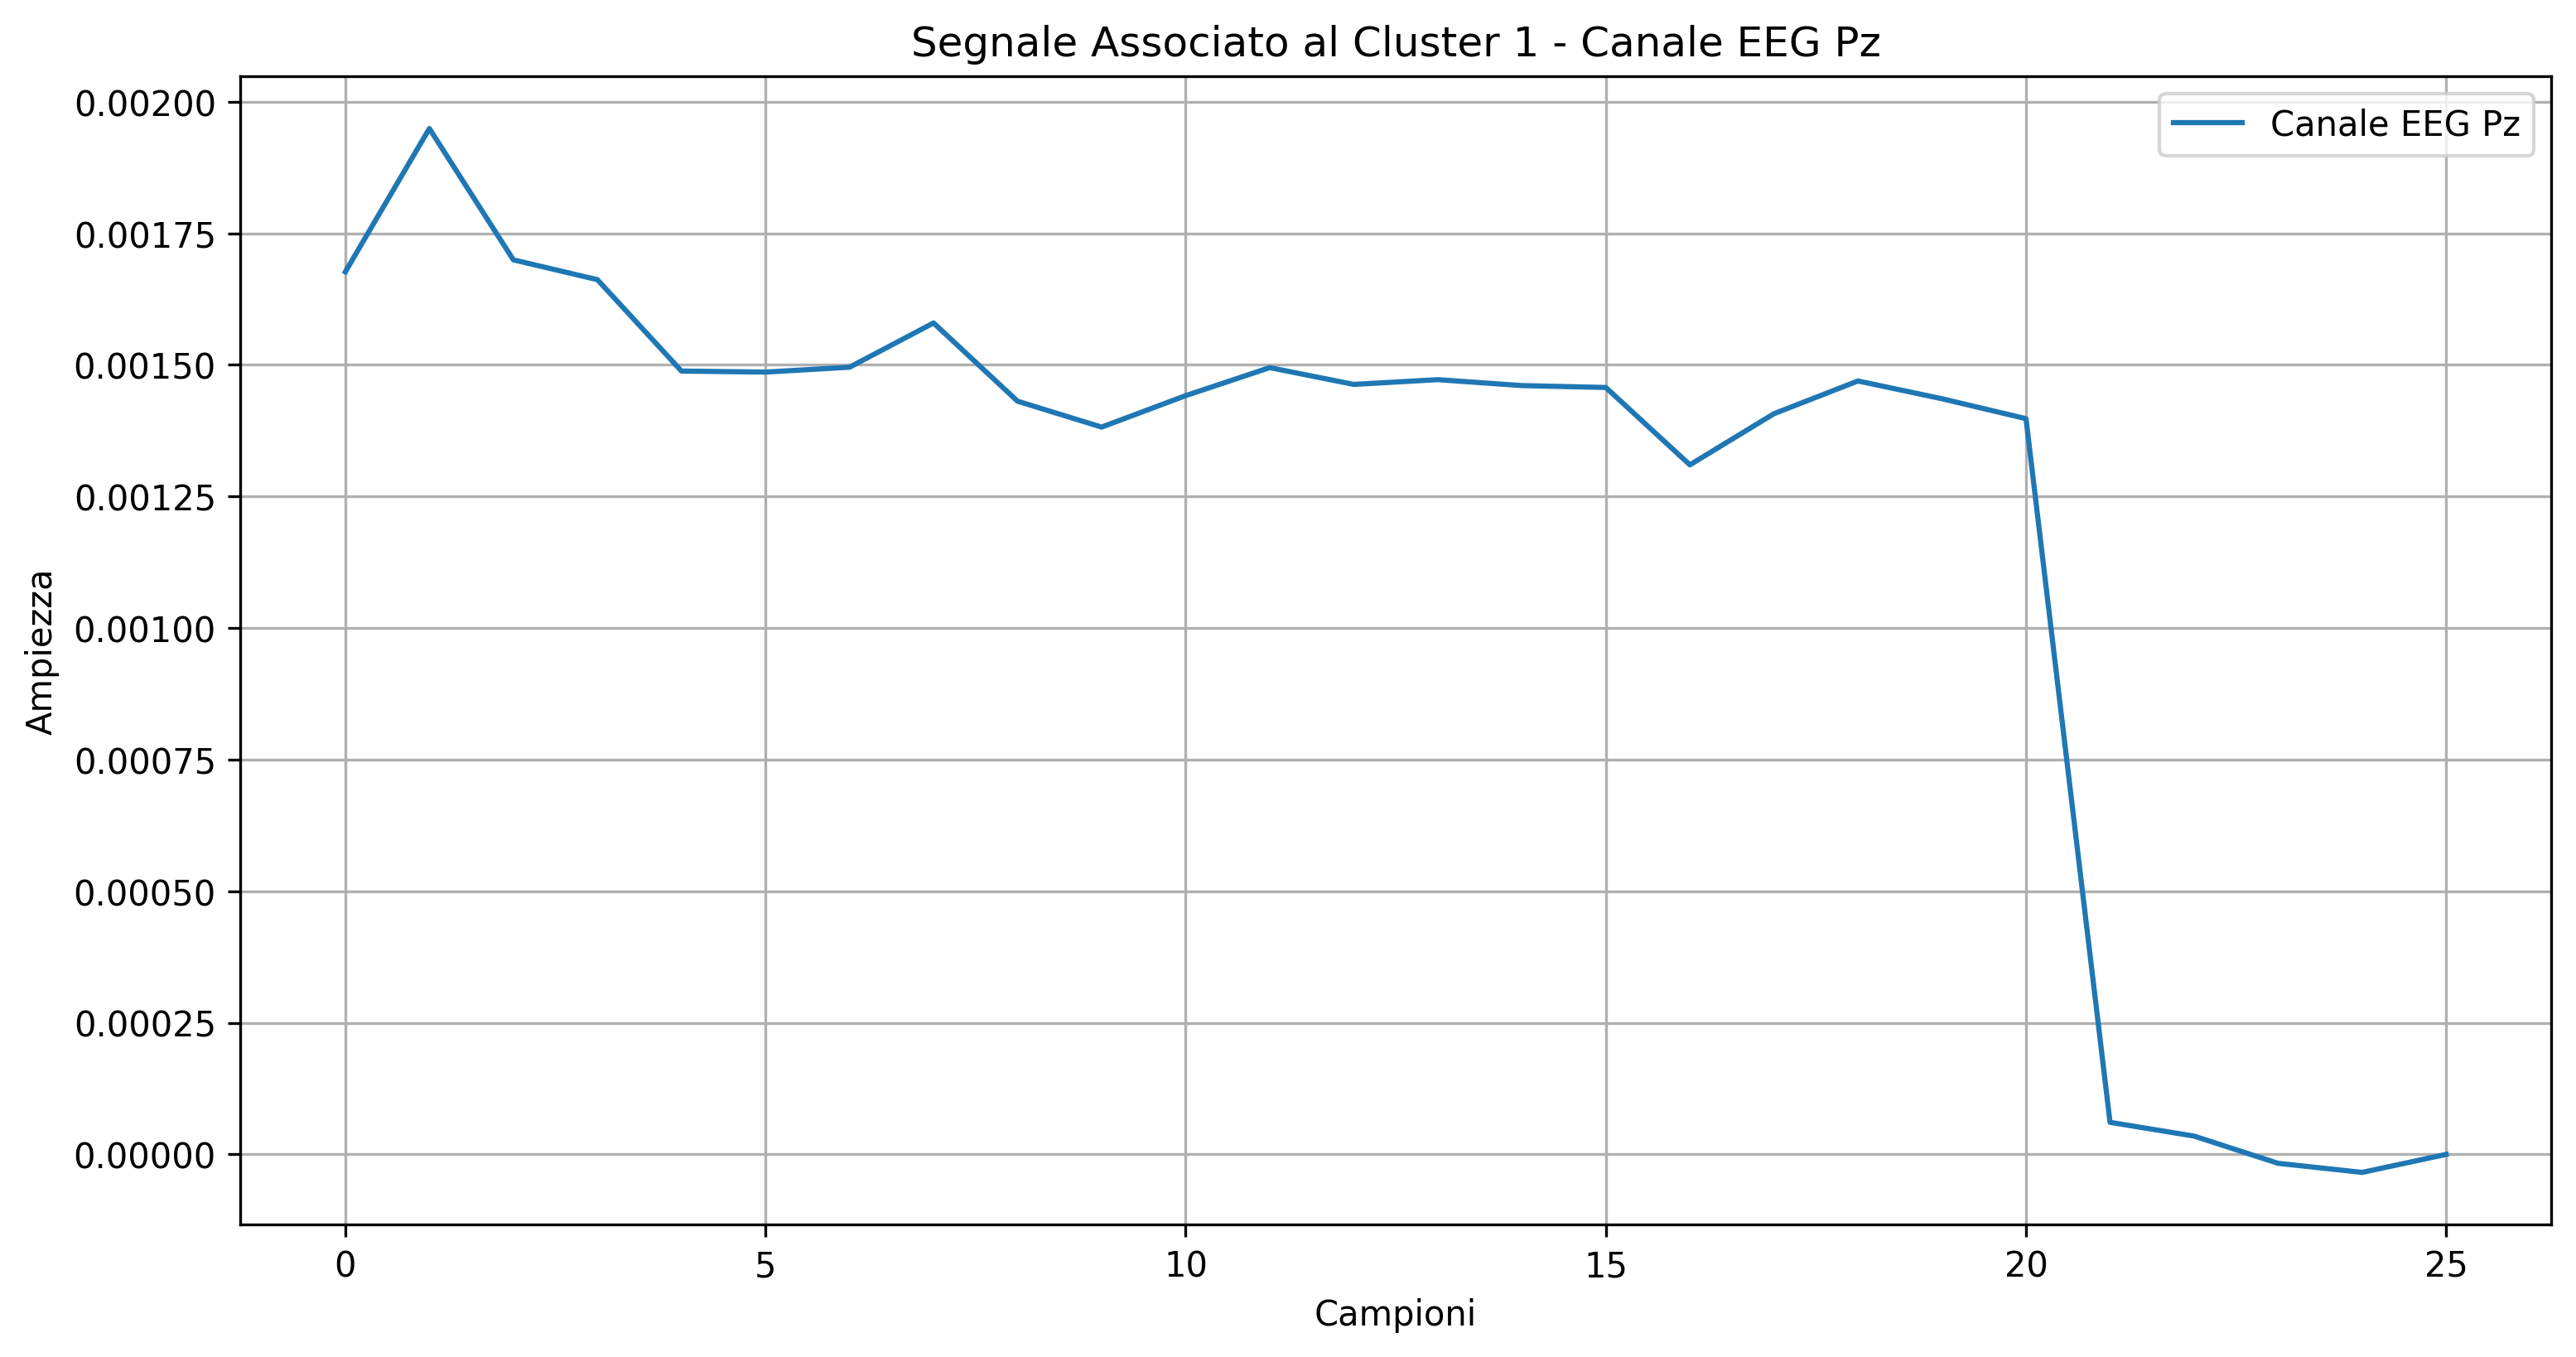 Segnale Associato al Cluster 1 - Canale EEG Pz
Canale EEG Pz
Ampiezza
0.00200
0.00175
0.00150
0.00125
0.00100
0.00075
0.00050
0.00025
0.00000
0 5 10 15 20 25
Campioni